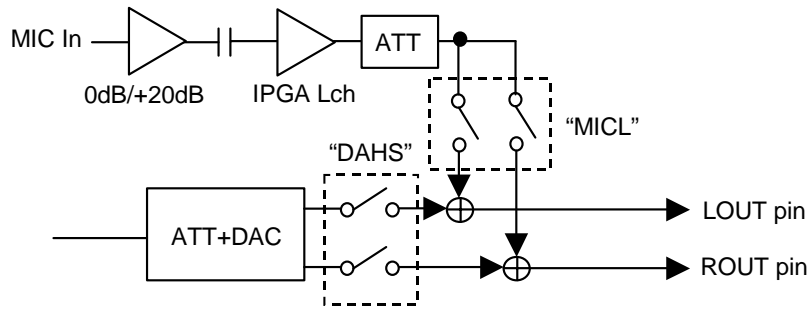 MIC In
ATT
0dB/+20dB
IPGA Lch
“MICL”
“DAHS”
ATT+DAC
LOUT pin
ROUT pin